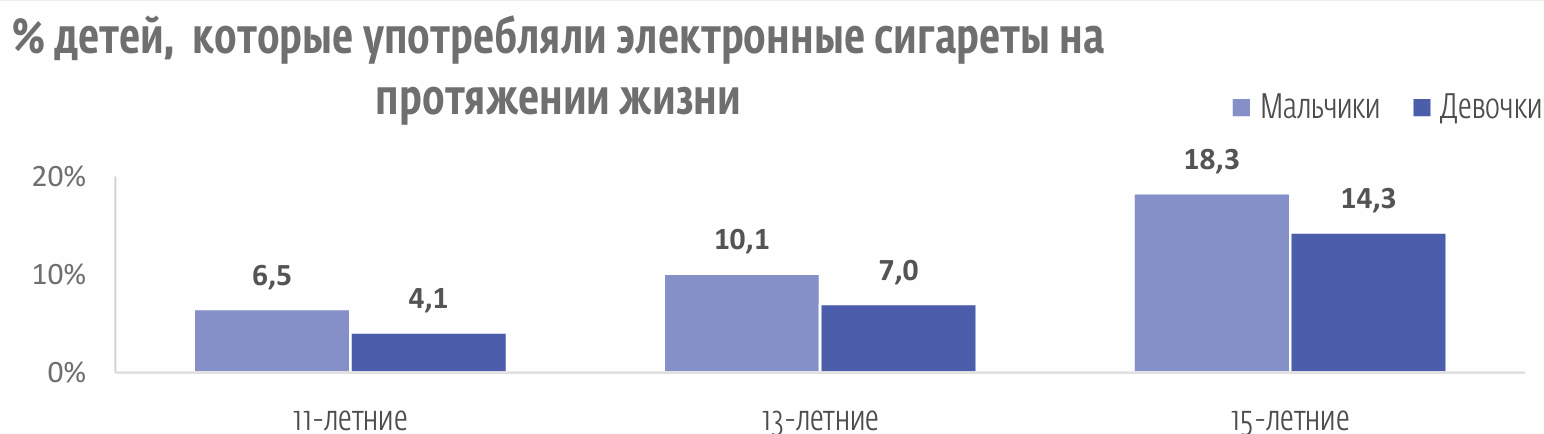 % детей,  которые употребляли электронные сигареты на
протяжении жизни
Мальчики Девочки
20%
10%
0%
6,5 4,1 10,1 7,0 18,3 14,3
11-летние 13-летние 15-летние